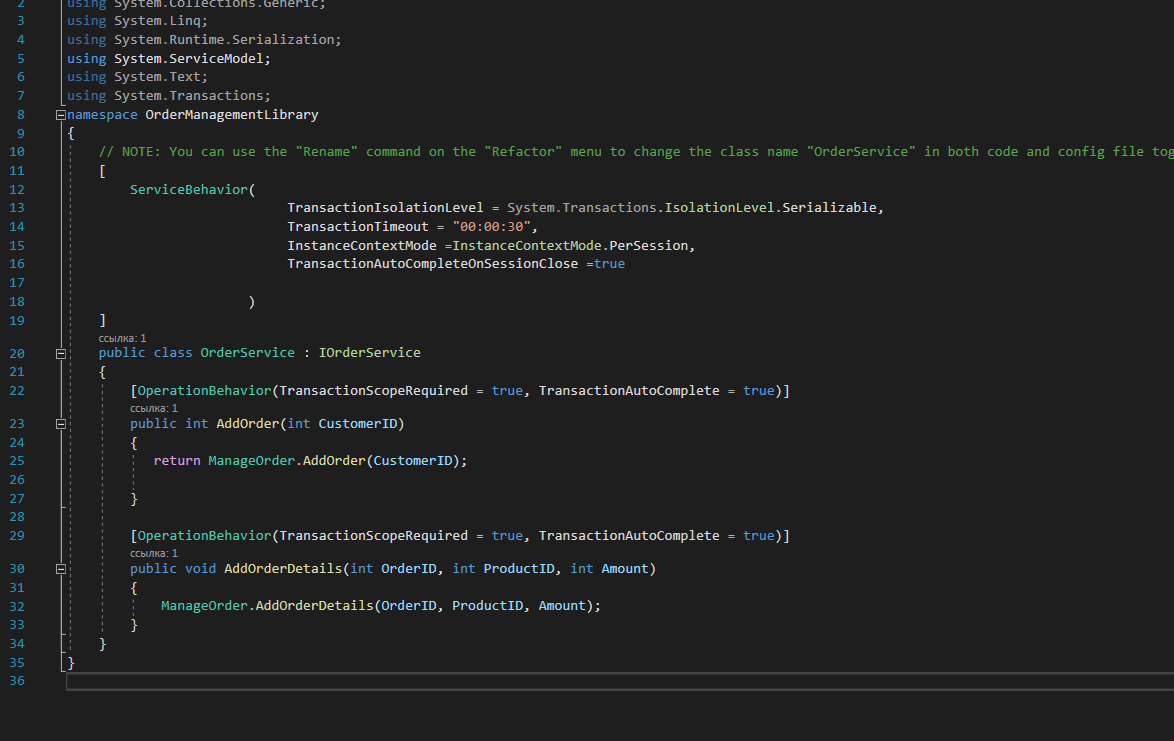 2 using System.Collections.Generic;
3 using System.Linq;
4 using System.Runtime.Serialization;
5 using System.ServiceModel;
6 using System.Text;
7 using System.Transactions;
8 namespace OrderManagementLibrary
9 {
10 // NOTE: You can use the "Rename" command on the "Refactor" menu to change the class name "OrderService" in both code and config file tog
11 [
12 ServiceBehavior(
13 TransactionIsolationLevel = System.Transactions.IsolationLevel.Serializable,
14 TransactionTimeout = "00:00:30",
15 InstanceContextMode =InstanceContextMode.PerSession,
16 TransactionAutoCompleteOnSessionClose =true
17
18 )
19 ]
ссылка: 1
20 public class OrderService : IOrderService
21 {
22 [OperationBehavior(TransactionScopeRequired = true, TransactionAutoComplete = true)]
ссылка: 1
23 public int AddOrder(int CustomerID)
24 {
25 return ManageOrder.AddOrder(CustomerID);
26
27 }
28
29 [OperationBehavior(TransactionScopeRequired = true, TransactionAutoComplete = true)]
ссылка: 1
30 public void AddOrderDetails(int OrderID, int ProductID, int Amount)
31 {
32 ManageOrder.AddOrderDetails(OrderID, ProductID, Amount);
33 }
34 }
35 }
36